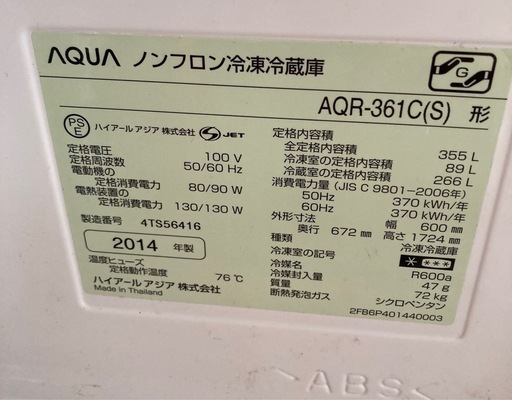 AQUA ノンフロン冷凍冷蔵庫
G
AQR-361C(S) 形
PS E ハイアール アジア 株式会社 S JET
定格電圧 100 V
定格周波数 50/60 Hz
電動機の
定格消費電力 80/90 W
電熱装置の
定格消費電力 130/130 W
製造番号 4TS56416
2014 年製
温度ヒューズ
定格動作温度 76℃
ハイアール アジア 株式会社
Made in Thailand
定格内容積
全定格内容積 355 L
冷凍室の定格内容積 89 L
冷蔵室の定格内容積 266 L
消費電力量 (JIS C 9801-2006年)
50Hz 370 kWh/年
60Hz 370 kWh/年
外形寸法 幅 600 mm
奥行 672 mm 高さ 1724 mm
種類 冷凍冷蔵庫
冷凍室の記号 ****
冷媒名 R600a
冷媒封入量 47 g
質量 72 kg
断熱発泡ガス シクロペンタン
2FB6P401440003
>ABS<